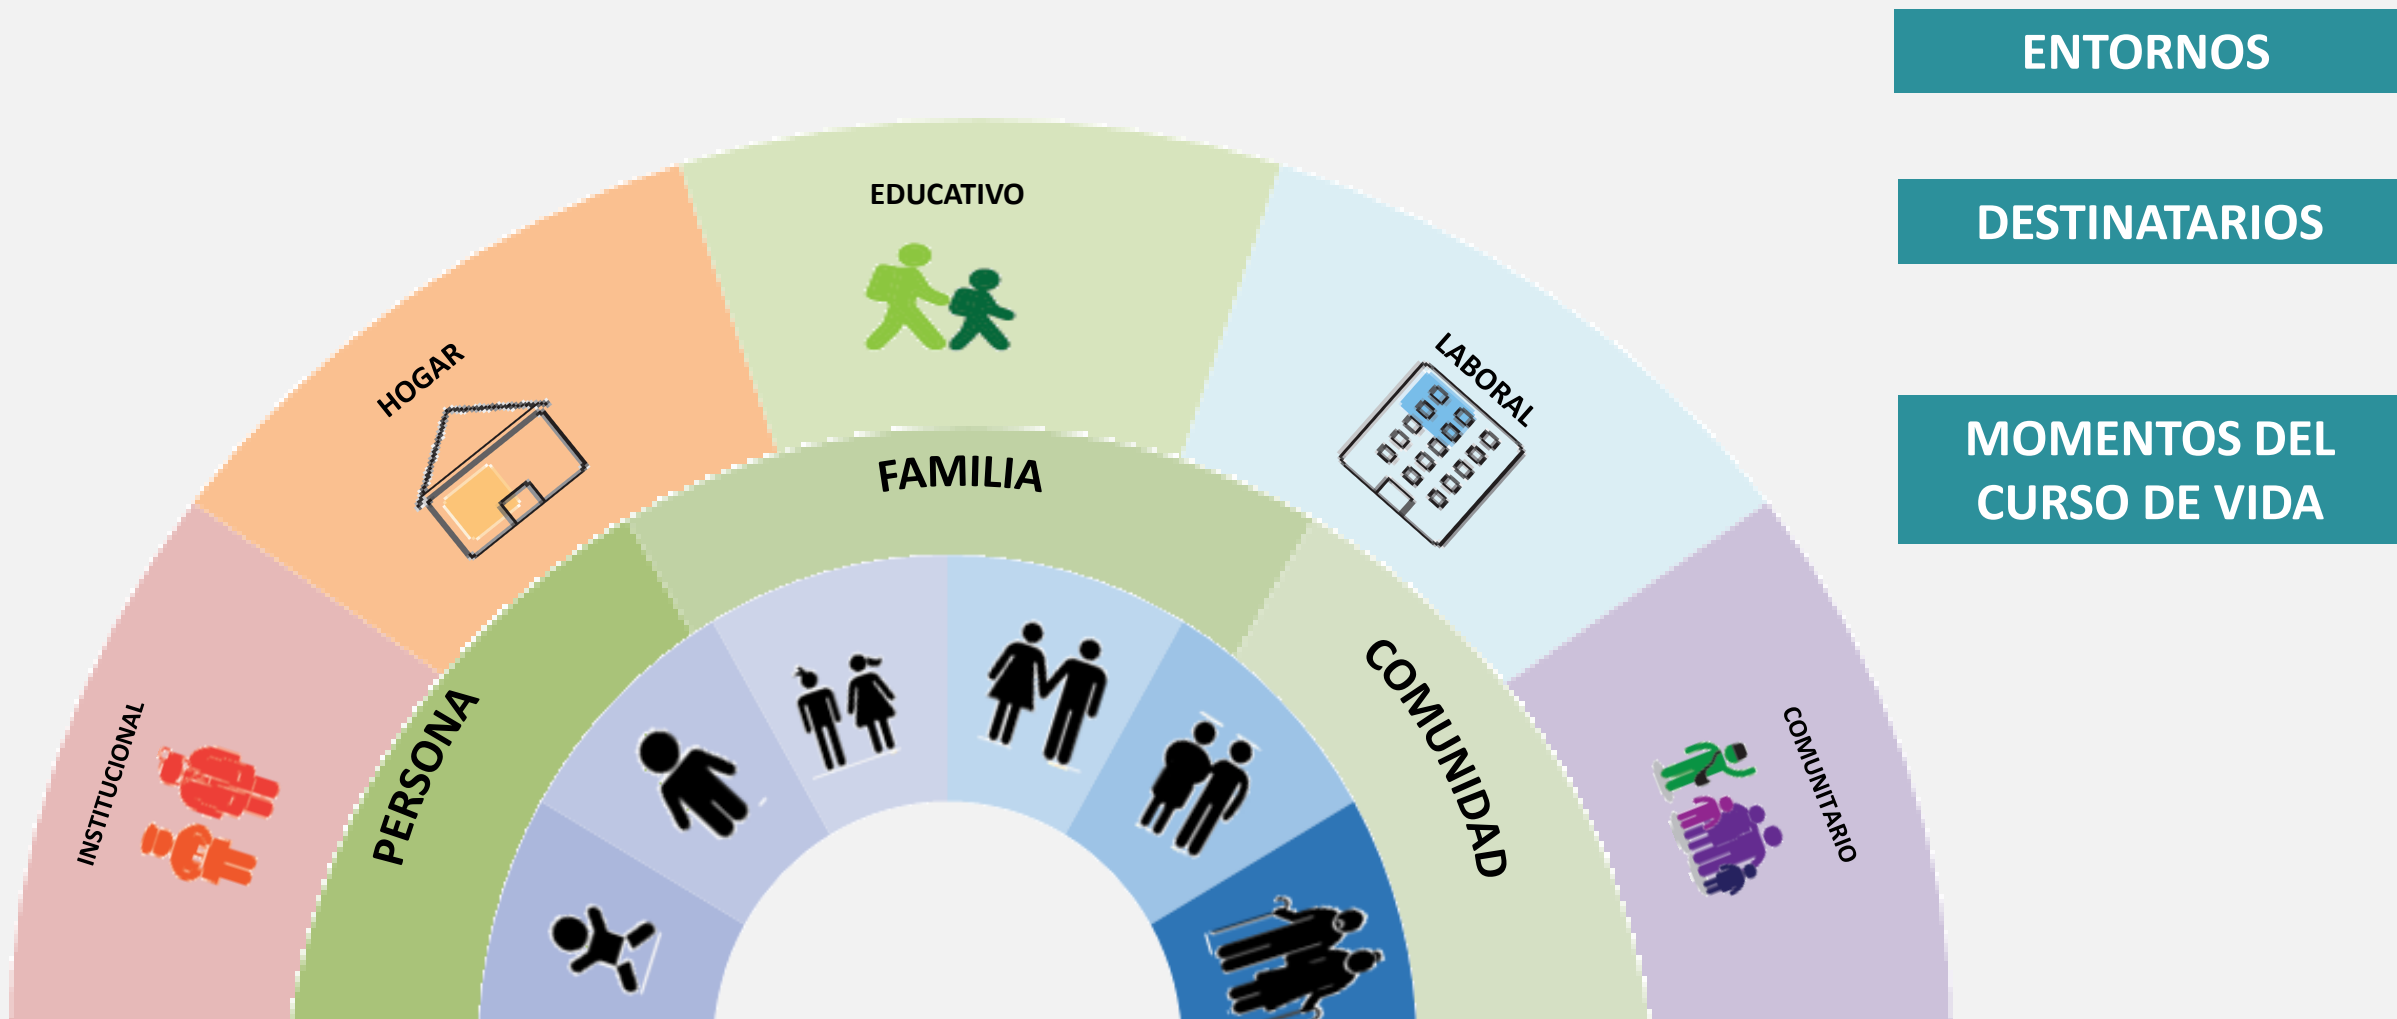 ENTORNOS
DESTINATARIOS
MOMENTOS DEL
CURSO DE VIDA
INSTITUCIONAL
HOGAR
EDUCATIVO
LABORAL
COMUNITARIO
PERSONA
FAMILIA
COMUNIDAD